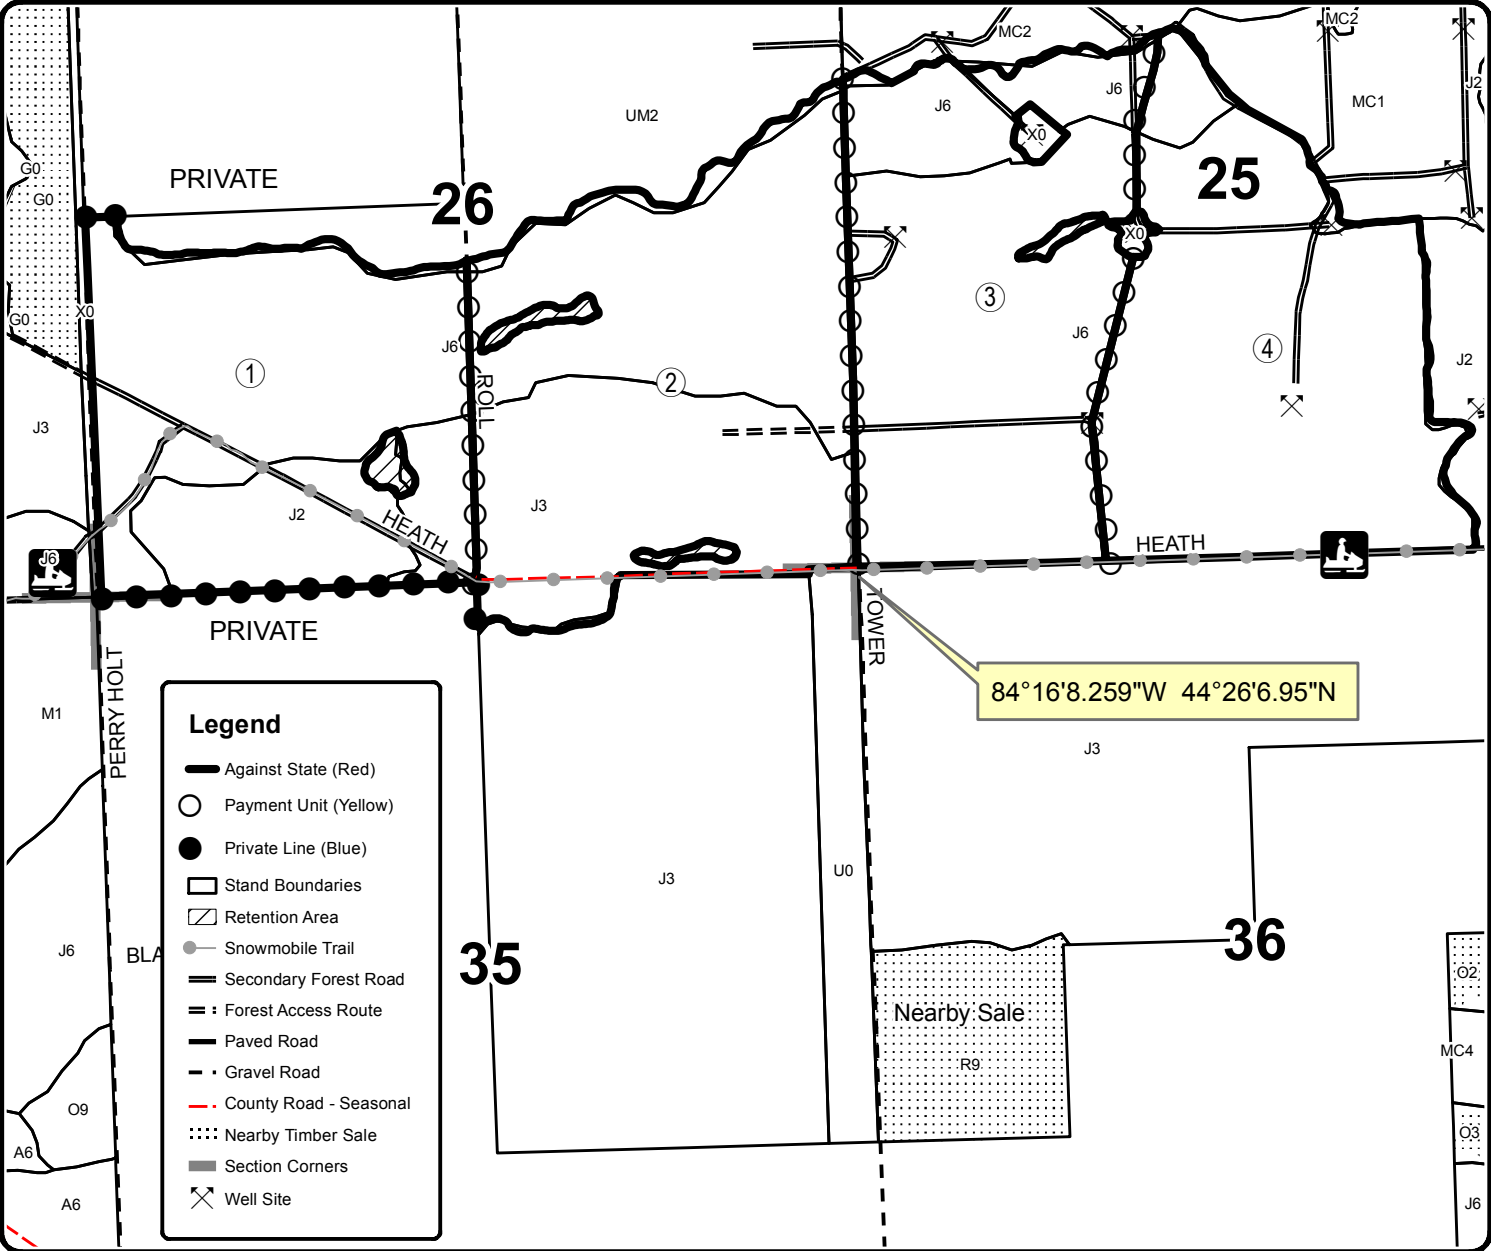 MC2
MC2
J2
UM2
J6
J6
MC1
X0
G0
PRIVATE
26
25
G0
X0
G0
X0
3
J6
J6
4
J2
1
2
ROLL
J3
J3
J2
HEATH
HEATH
J6
PRIVATE
TOWER
PERRY HOLT
84°16'8.259"W 44°26'6.95"N
M1
J3
Legend
Against State (Red)
Payment Unit (Yellow)
Private Line (Blue)
Stand Boundaries
Retention Area
Snowmobile Trail
Secondary Forest Road
Forest Access Route
Paved Road
Gravel Road
County Road - Seasonal
Nearby Timber Sale
Section Corners
Well Site
J3
U0
J6
BLA
35
36
O2
Nearby Sale
R9
MC4
O9
O3
A6
A6
J6